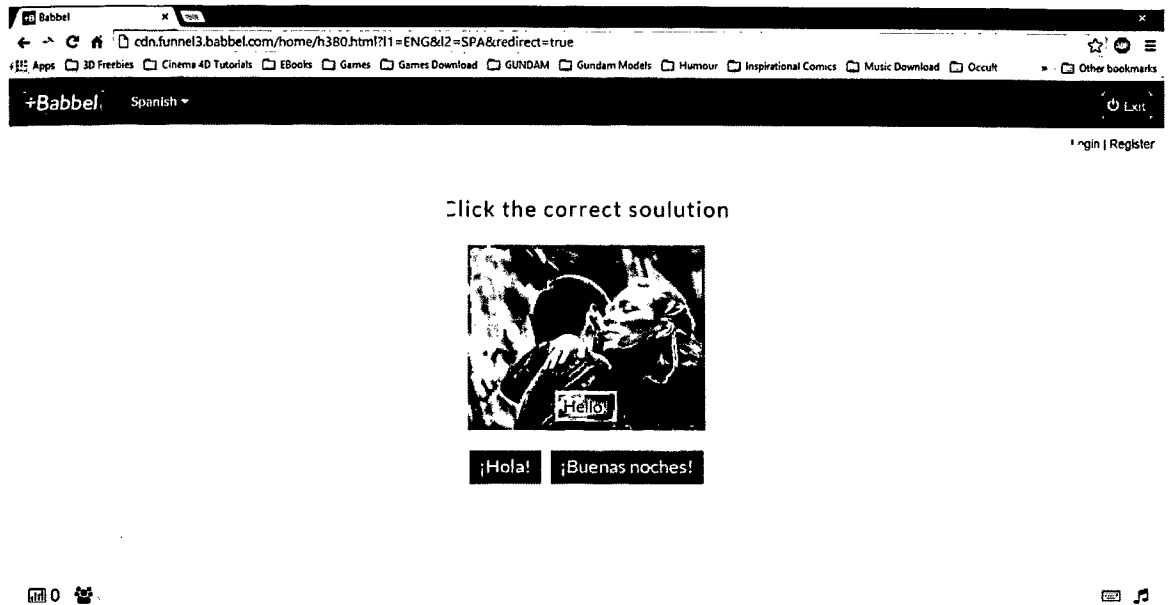 Babbel
cdn.funnel3.babbel.com/home/h380.html?l1=ENG&l2=SPA&redirect=true
Apps 3D Freebies Cinema 4D Tutorials EBooks Games Games Download GUNDAM Gundam Models Humour Inspirational Comics Music Download Occult » Other bookmarks
+Babbel Spanish Exit
Login | Register
Click the correct soulution
Hello!
¡Hola! ¡Buenas noches!
0